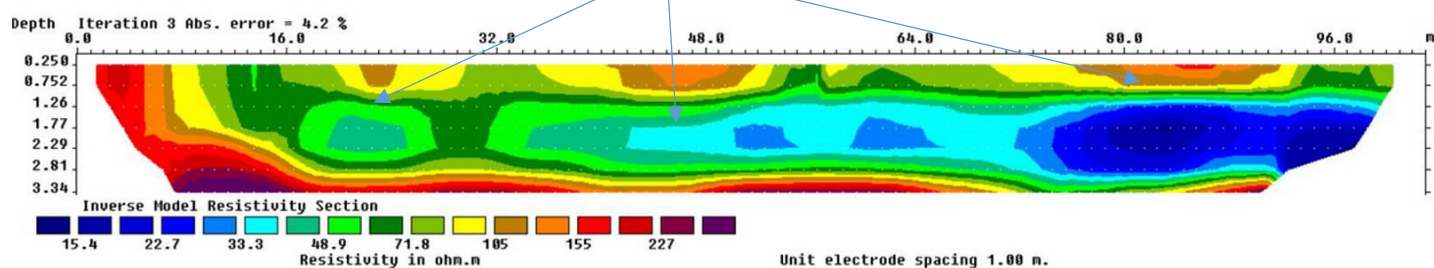 Depth Iteration 3 Abs. error = 4.2 %
0.0 16.0 32.0 48.0 64.0 80.0 96.0 m
0.250
0.752
1.26
1.77
2.29
2.81
3.34
Inverse Model Resistivity Section
15.4 22.7 33.3 48.9 71.8 105 155 227
Resistivity in ohm.m Unit electrode spacing 1.00 m.